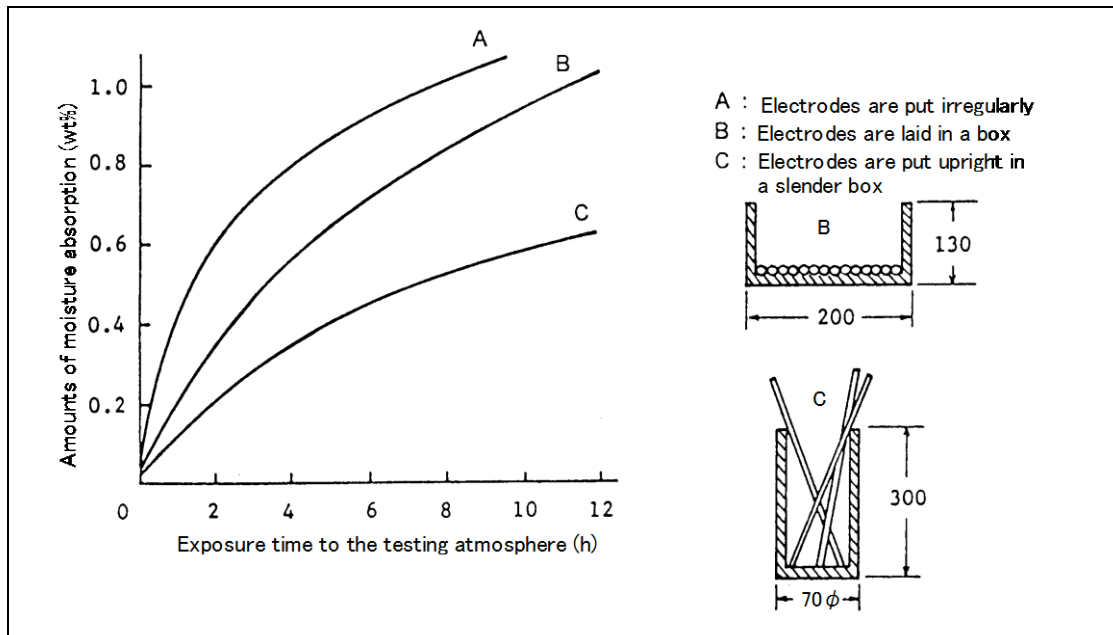 Amounts of moisture absorption (wt%)
1.0
0.8
0.6
0.4
0.2
0 2 4 6 8 10 12
Exposure time to the testing atmosphere (h)
A
B
C
A : Electrodes are put irregularly
B : Electrodes are laid in a box
C : Electrodes are put upright in
a slender box
B
130
200
C
300
70ϕ